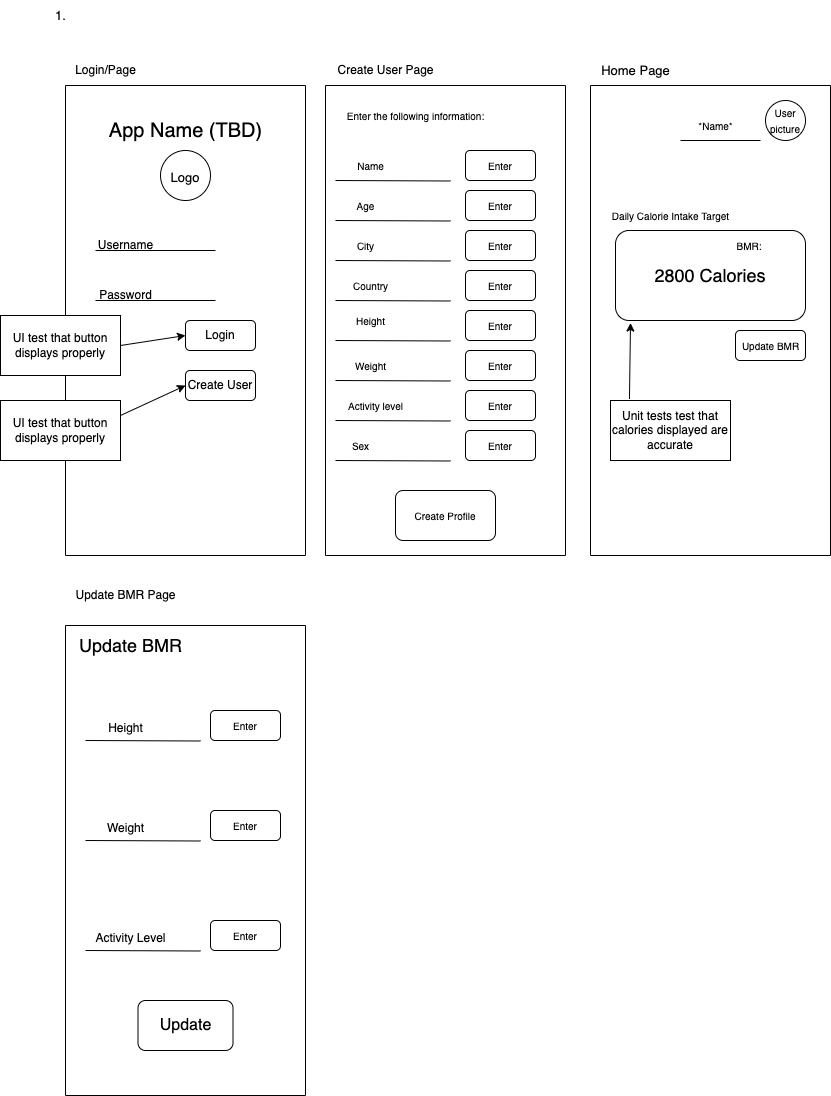 1.
Login/Page
App Name (TBD)
Logo
Username
Password
UI test that button
displays properly
Login
UI test that button
displays properly
Create User
Create User Page
Enter the following information:
Name
Enter
Age
Enter
City
Enter
Country
Enter
Height
Enter
Weight
Enter
Activity level
Enter
Sex
Enter
Create Profile
Home Page
*Name*
User
picture
Daily Calorie Intake Target
BMR:
2800 Calories
Update BMR
Unit tests test that
calories displayed are
accurate
Update BMR Page
Update BMR
Height
Enter
Weight
Enter
Activity Level
Enter
Update